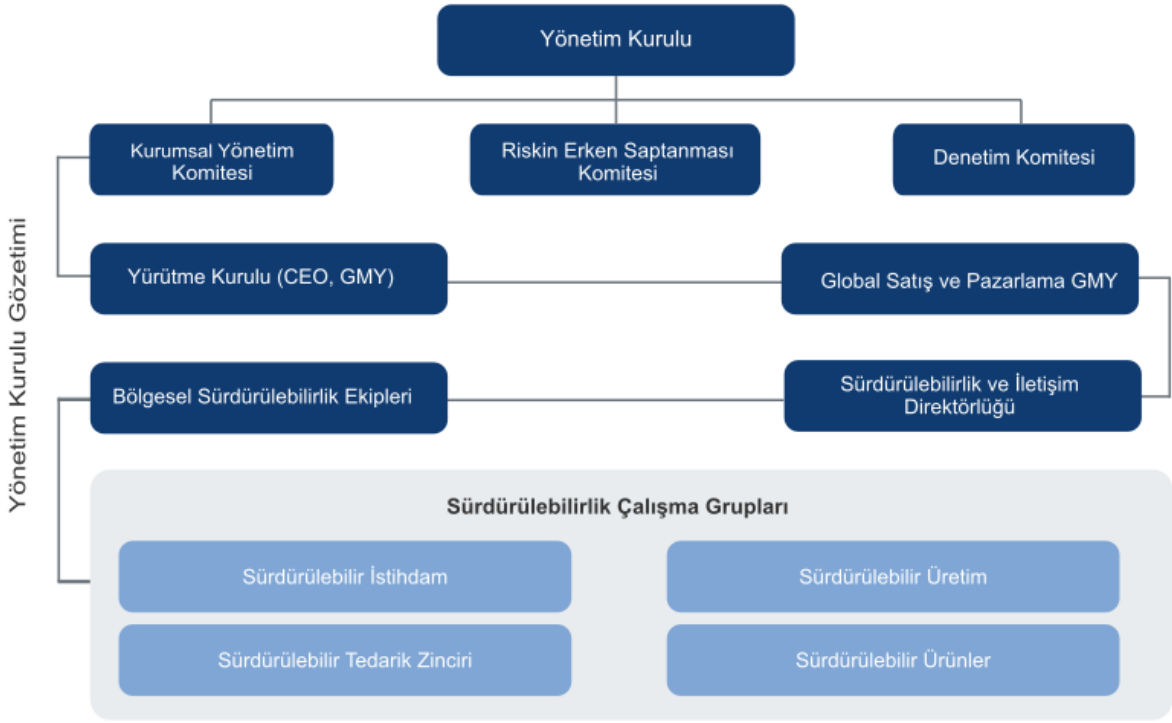 Yönetim Kurulu
Kurumsal Yönetim
Komitesi
Riskin Erken Saptanması
Komitesi
Denetim Komitesi
Yönetim Kurulu Gözetimi
Yürütme Kurulu (CEO, GMY)
Global Satış ve Pazarlama GMY
Bölgesel Sürdürülebilirlik Ekipleri
Sürdürülebilirlik ve İletişim
Direktörlüğü
Sürdürülebilirlik Çalışma Grupları
Sürdürülebilir İstihdam
Sürdürülebilir Üretim
Sürdürülebilir Tedarik Zinciri
Sürdürülebilir Ürünler